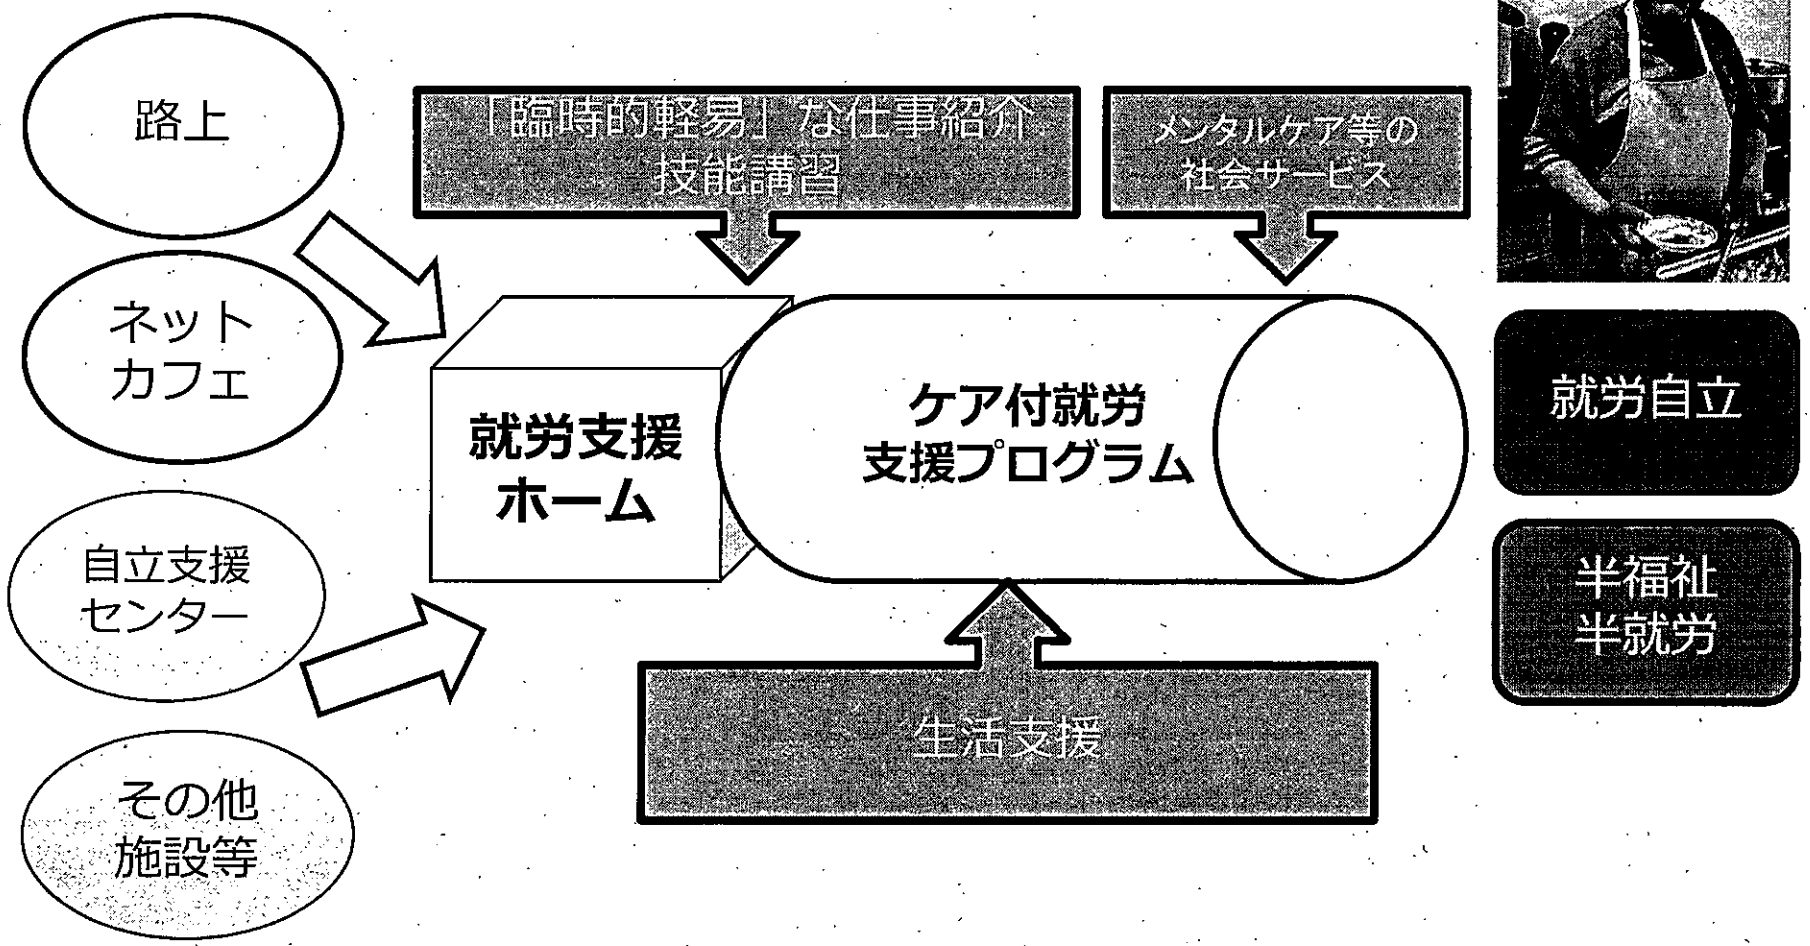 路上
ネット
カフェ
自立支援
センター
その他
施設等
「臨時的軽易」な仕事紹介
技能講習
メンタルケア等の
社会サービス
就労支援
ホーム
ケア付就労
支援プログラム
生活支援
就労自立
半福祉
半就労